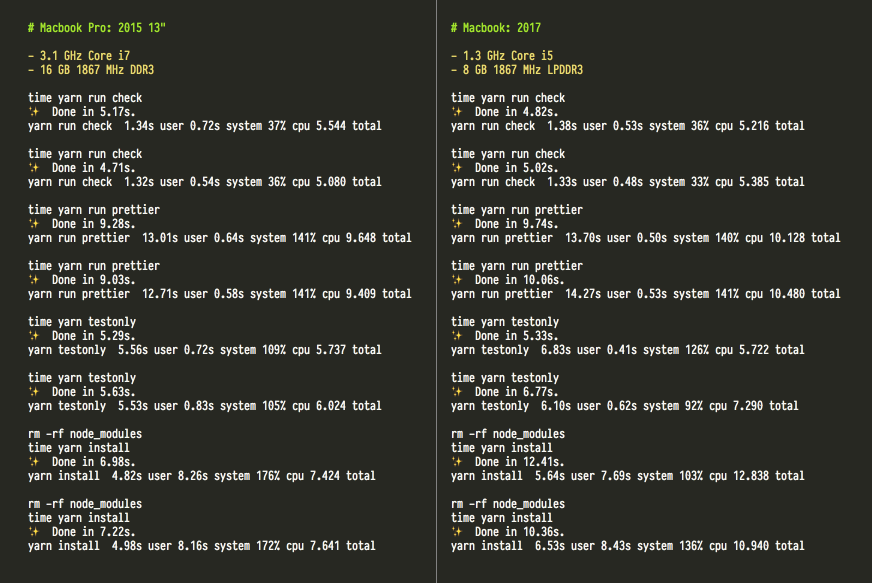 # Macbook Pro: 2015 13"
- 3.1 GHz Core i7
- 16 GB 1867 MHz DDR3
time yarn run check
✨  Done in 5.17s.
yarn run check  1.34s user 0.72s system 37% cpu 5.544 total
time yarn run check
✨  Done in 4.71s.
yarn run check  1.32s user 0.54s system 36% cpu 5.080 total
time yarn run prettier
✨  Done in 9.28s.
yarn run prettier  13.01s user 0.64s system 141% cpu 9.648 total
time yarn run prettier
✨  Done in 9.03s.
yarn run prettier  12.71s user 0.58s system 141% cpu 9.409 total
time yarn testonly
✨  Done in 5.29s.
yarn testonly  5.56s user 0.72s system 109% cpu 5.737 total
time yarn testonly
✨  Done in 5.63s.
yarn testonly  5.53s user 0.83s system 105% cpu 6.024 total
rm -rf node_modules
time yarn install
✨  Done in 6.98s.
yarn install  4.82s user 8.26s system 176% cpu 7.424 total
rm -rf node_modules
time yarn install
✨  Done in 7.22s.
yarn install  4.98s user 8.16s system 172% cpu 7.641 total
# Macbook: 2017
- 1.3 GHz Core i5
- 8 GB 1867 MHz LPDDR3
time yarn run check
✨  Done in 4.82s.
yarn run check  1.38s user 0.53s system 36% cpu 5.216 total
time yarn run check
✨  Done in 5.02s.
yarn run check  1.33s user 0.48s system 33% cpu 5.385 total
time yarn run prettier
✨  Done in 9.74s.
yarn run prettier  13.70s user 0.50s system 140% cpu 10.128 total
time yarn run prettier
✨  Done in 10.06s.
yarn run prettier  14.27s user 0.53s system 141% cpu 10.480 total
time yarn testonly
✨  Done in 5.33s.
yarn testonly  6.83s user 0.41s system 126% cpu 5.722 total
time yarn testonly
✨  Done in 6.77s.
yarn testonly  6.10s user 0.62s system 92% cpu 7.290 total
rm -rf node_modules
time yarn install
✨  Done in 12.41s.
yarn install  5.64s user 7.69s system 103% cpu 12.838 total
rm -rf node_modules
time yarn install
✨  Done in 10.36s.
yarn install  6.53s user 8.43s system 136% cpu 10.940 total